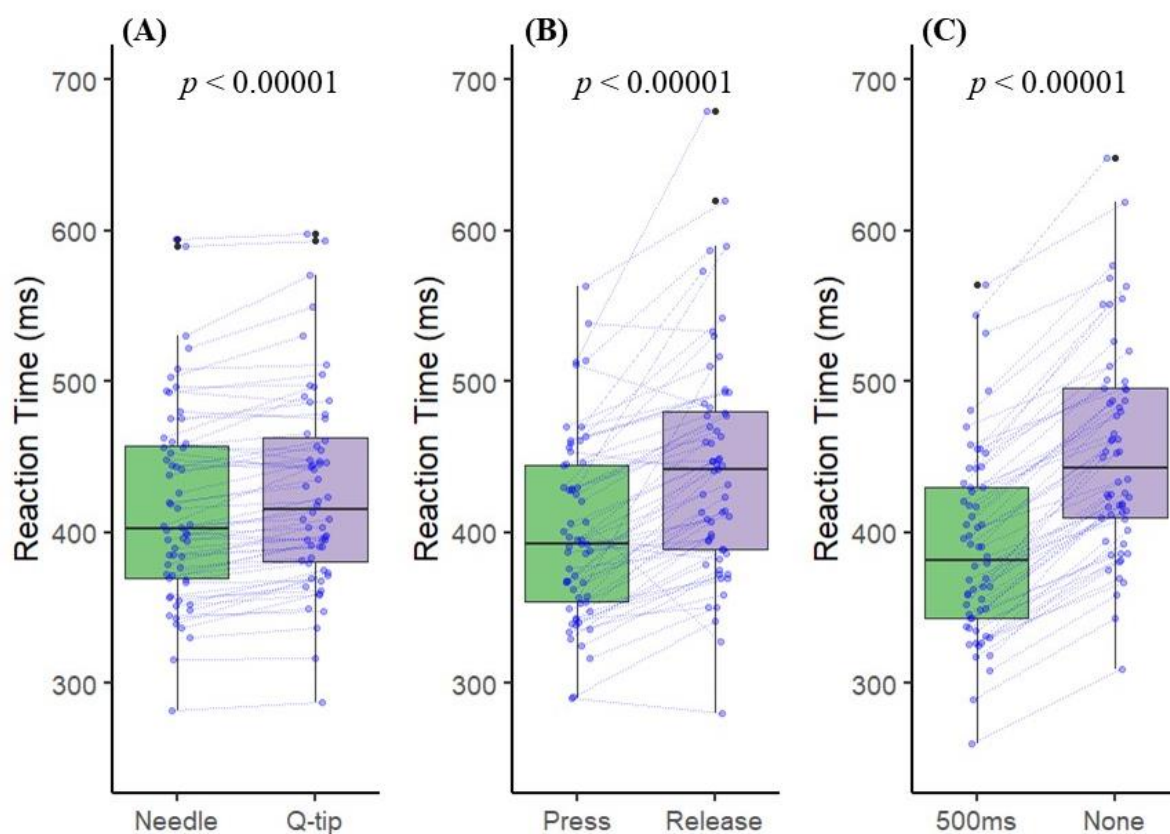 (A)
p < 0.00001
Reaction Time (ms)
700
600
500
400
300
Needle Q-tip
(B)
p < 0.00001
Reaction Time (ms)
700
600
500
400
300
Press Release
(C)
p < 0.00001
Reaction Time (ms)
700
600
500
400
300
500ms None